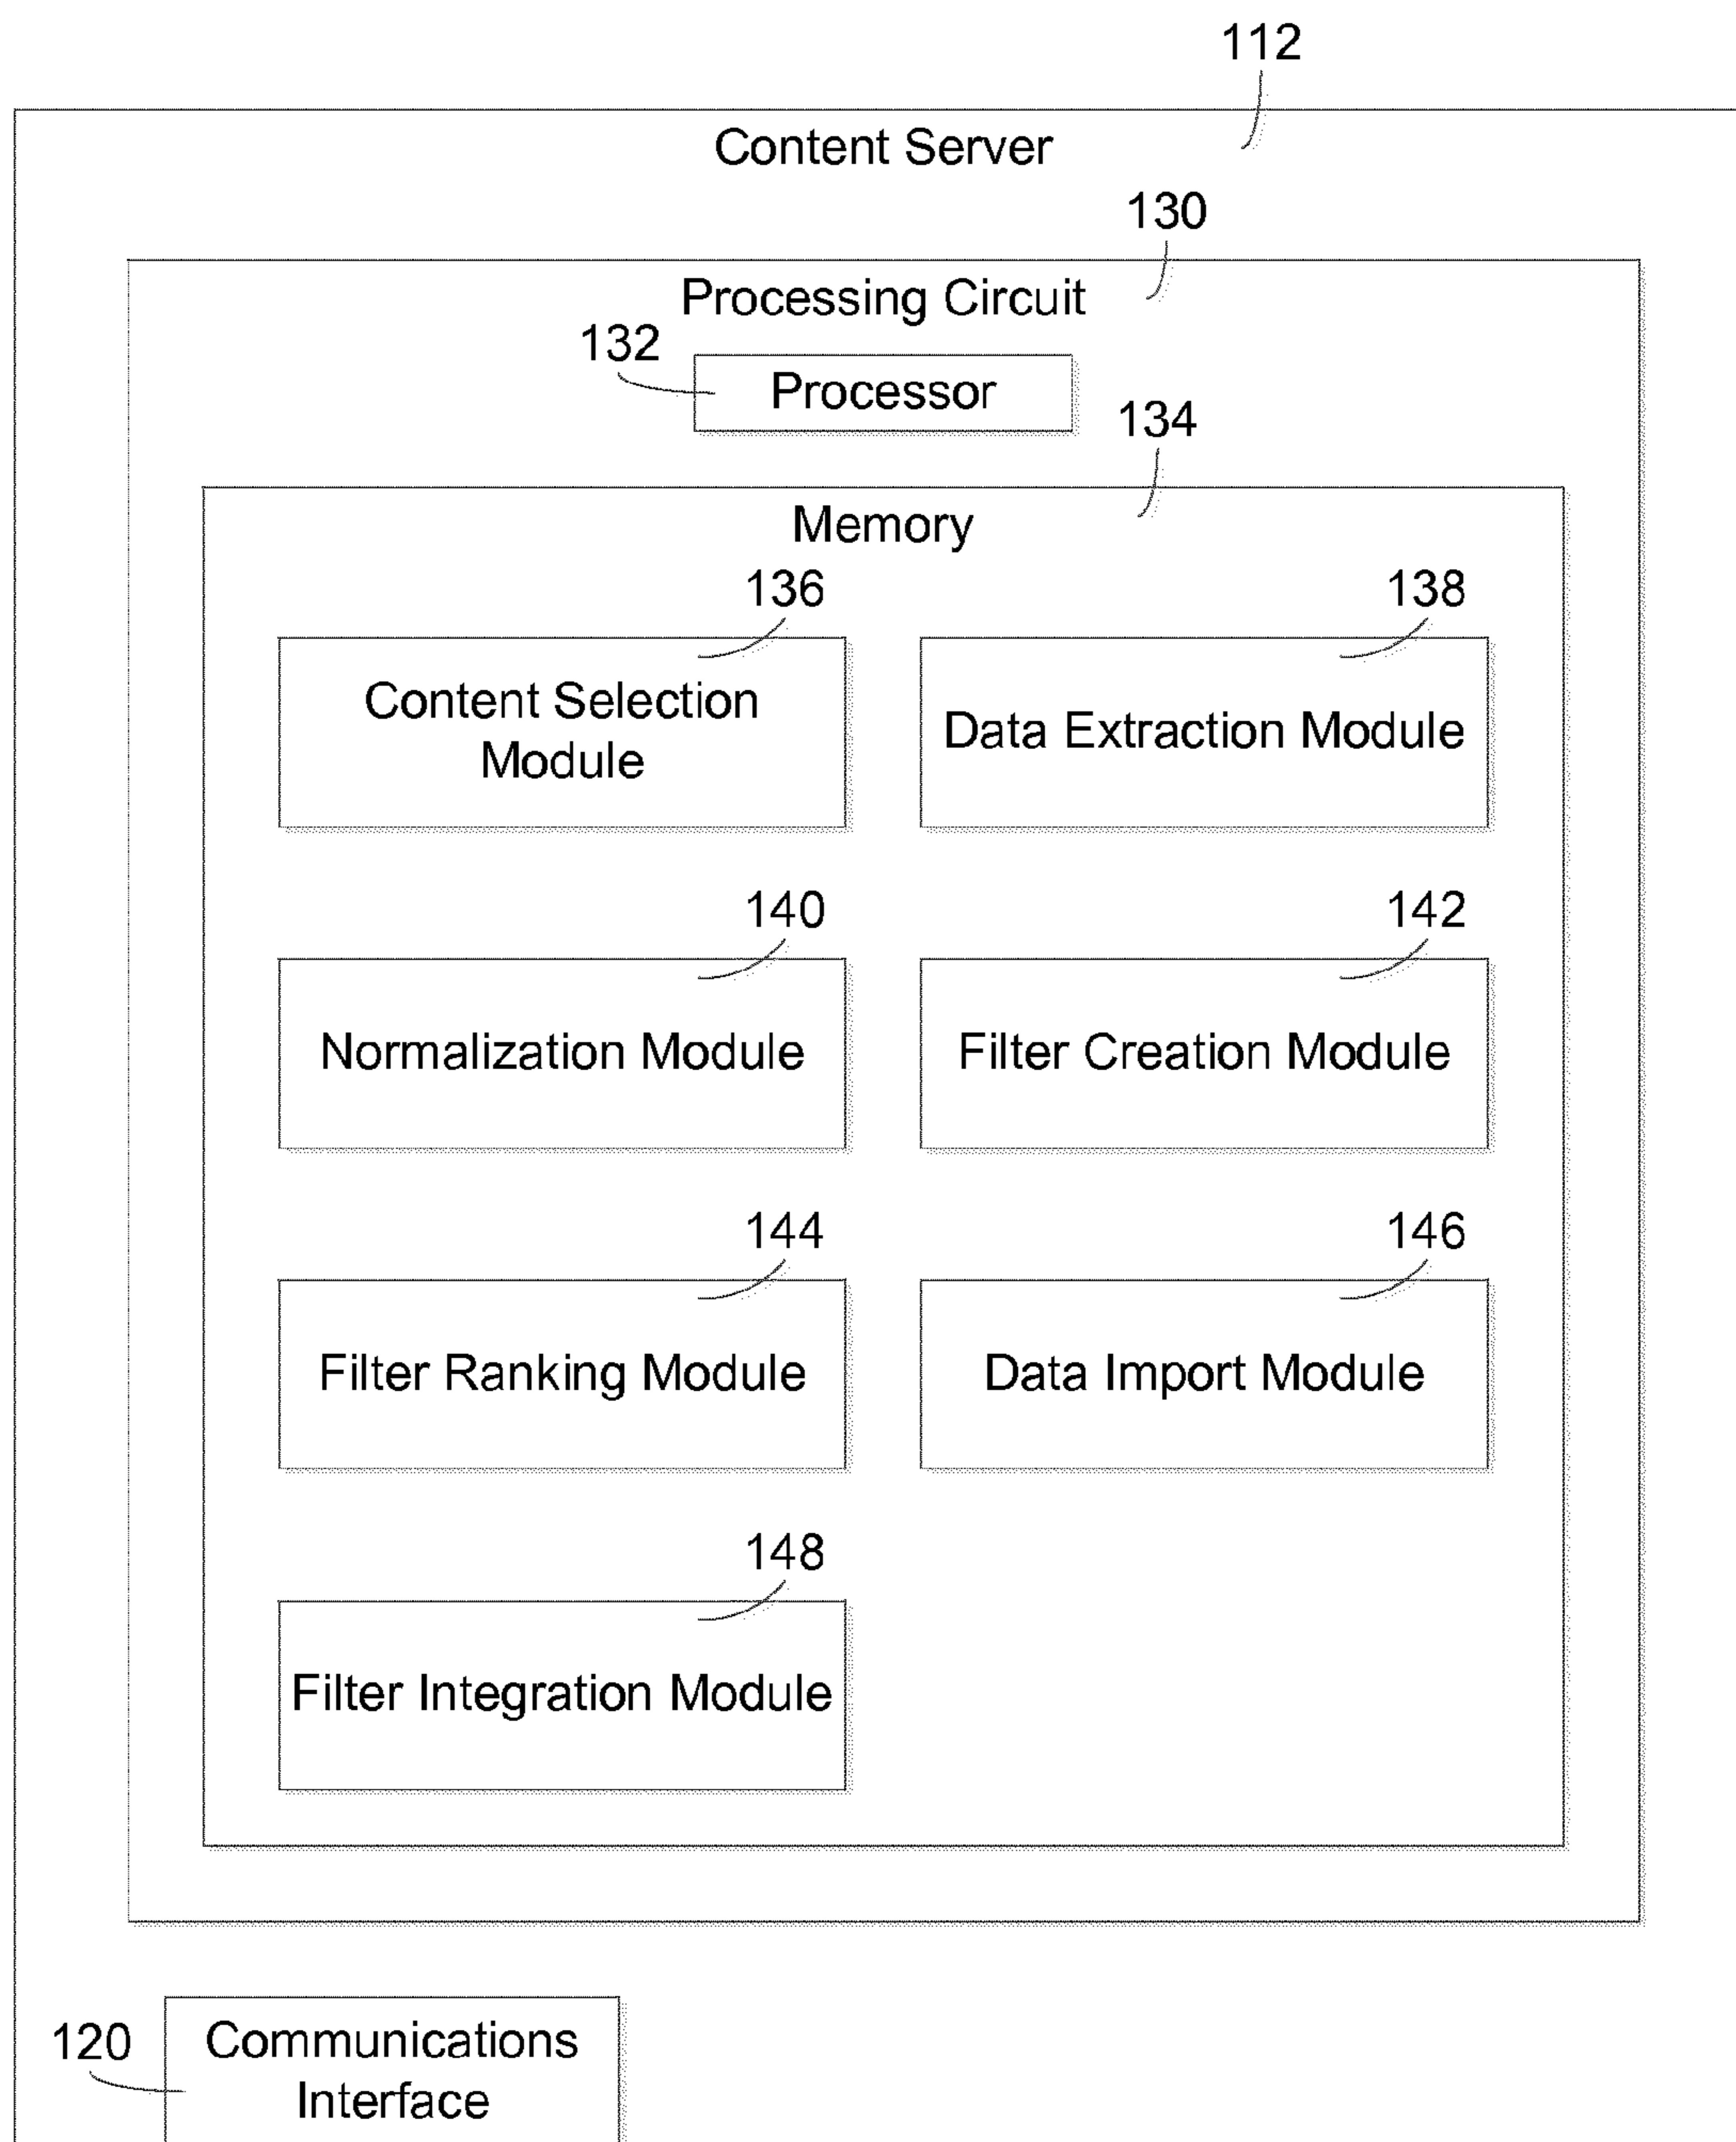 112
Content Server
130
Processing Circuit
132
Processor
134
Memory
136
138
Content Selection
Module
Data Extraction Module
140
142
Normalization Module
Filter Creation Module
144
146
Filter Ranking Module
Data Import Module
148
Filter Integration Module
120
Communications
Interface